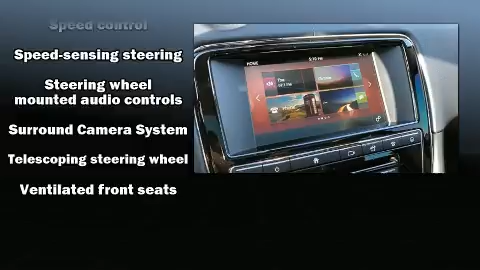 Speed control
Speed-sensing steering
Steering wheel
mounted audio controls
Surround Camera System
Telescoping steering wheel
Ventilated front seats
HOME